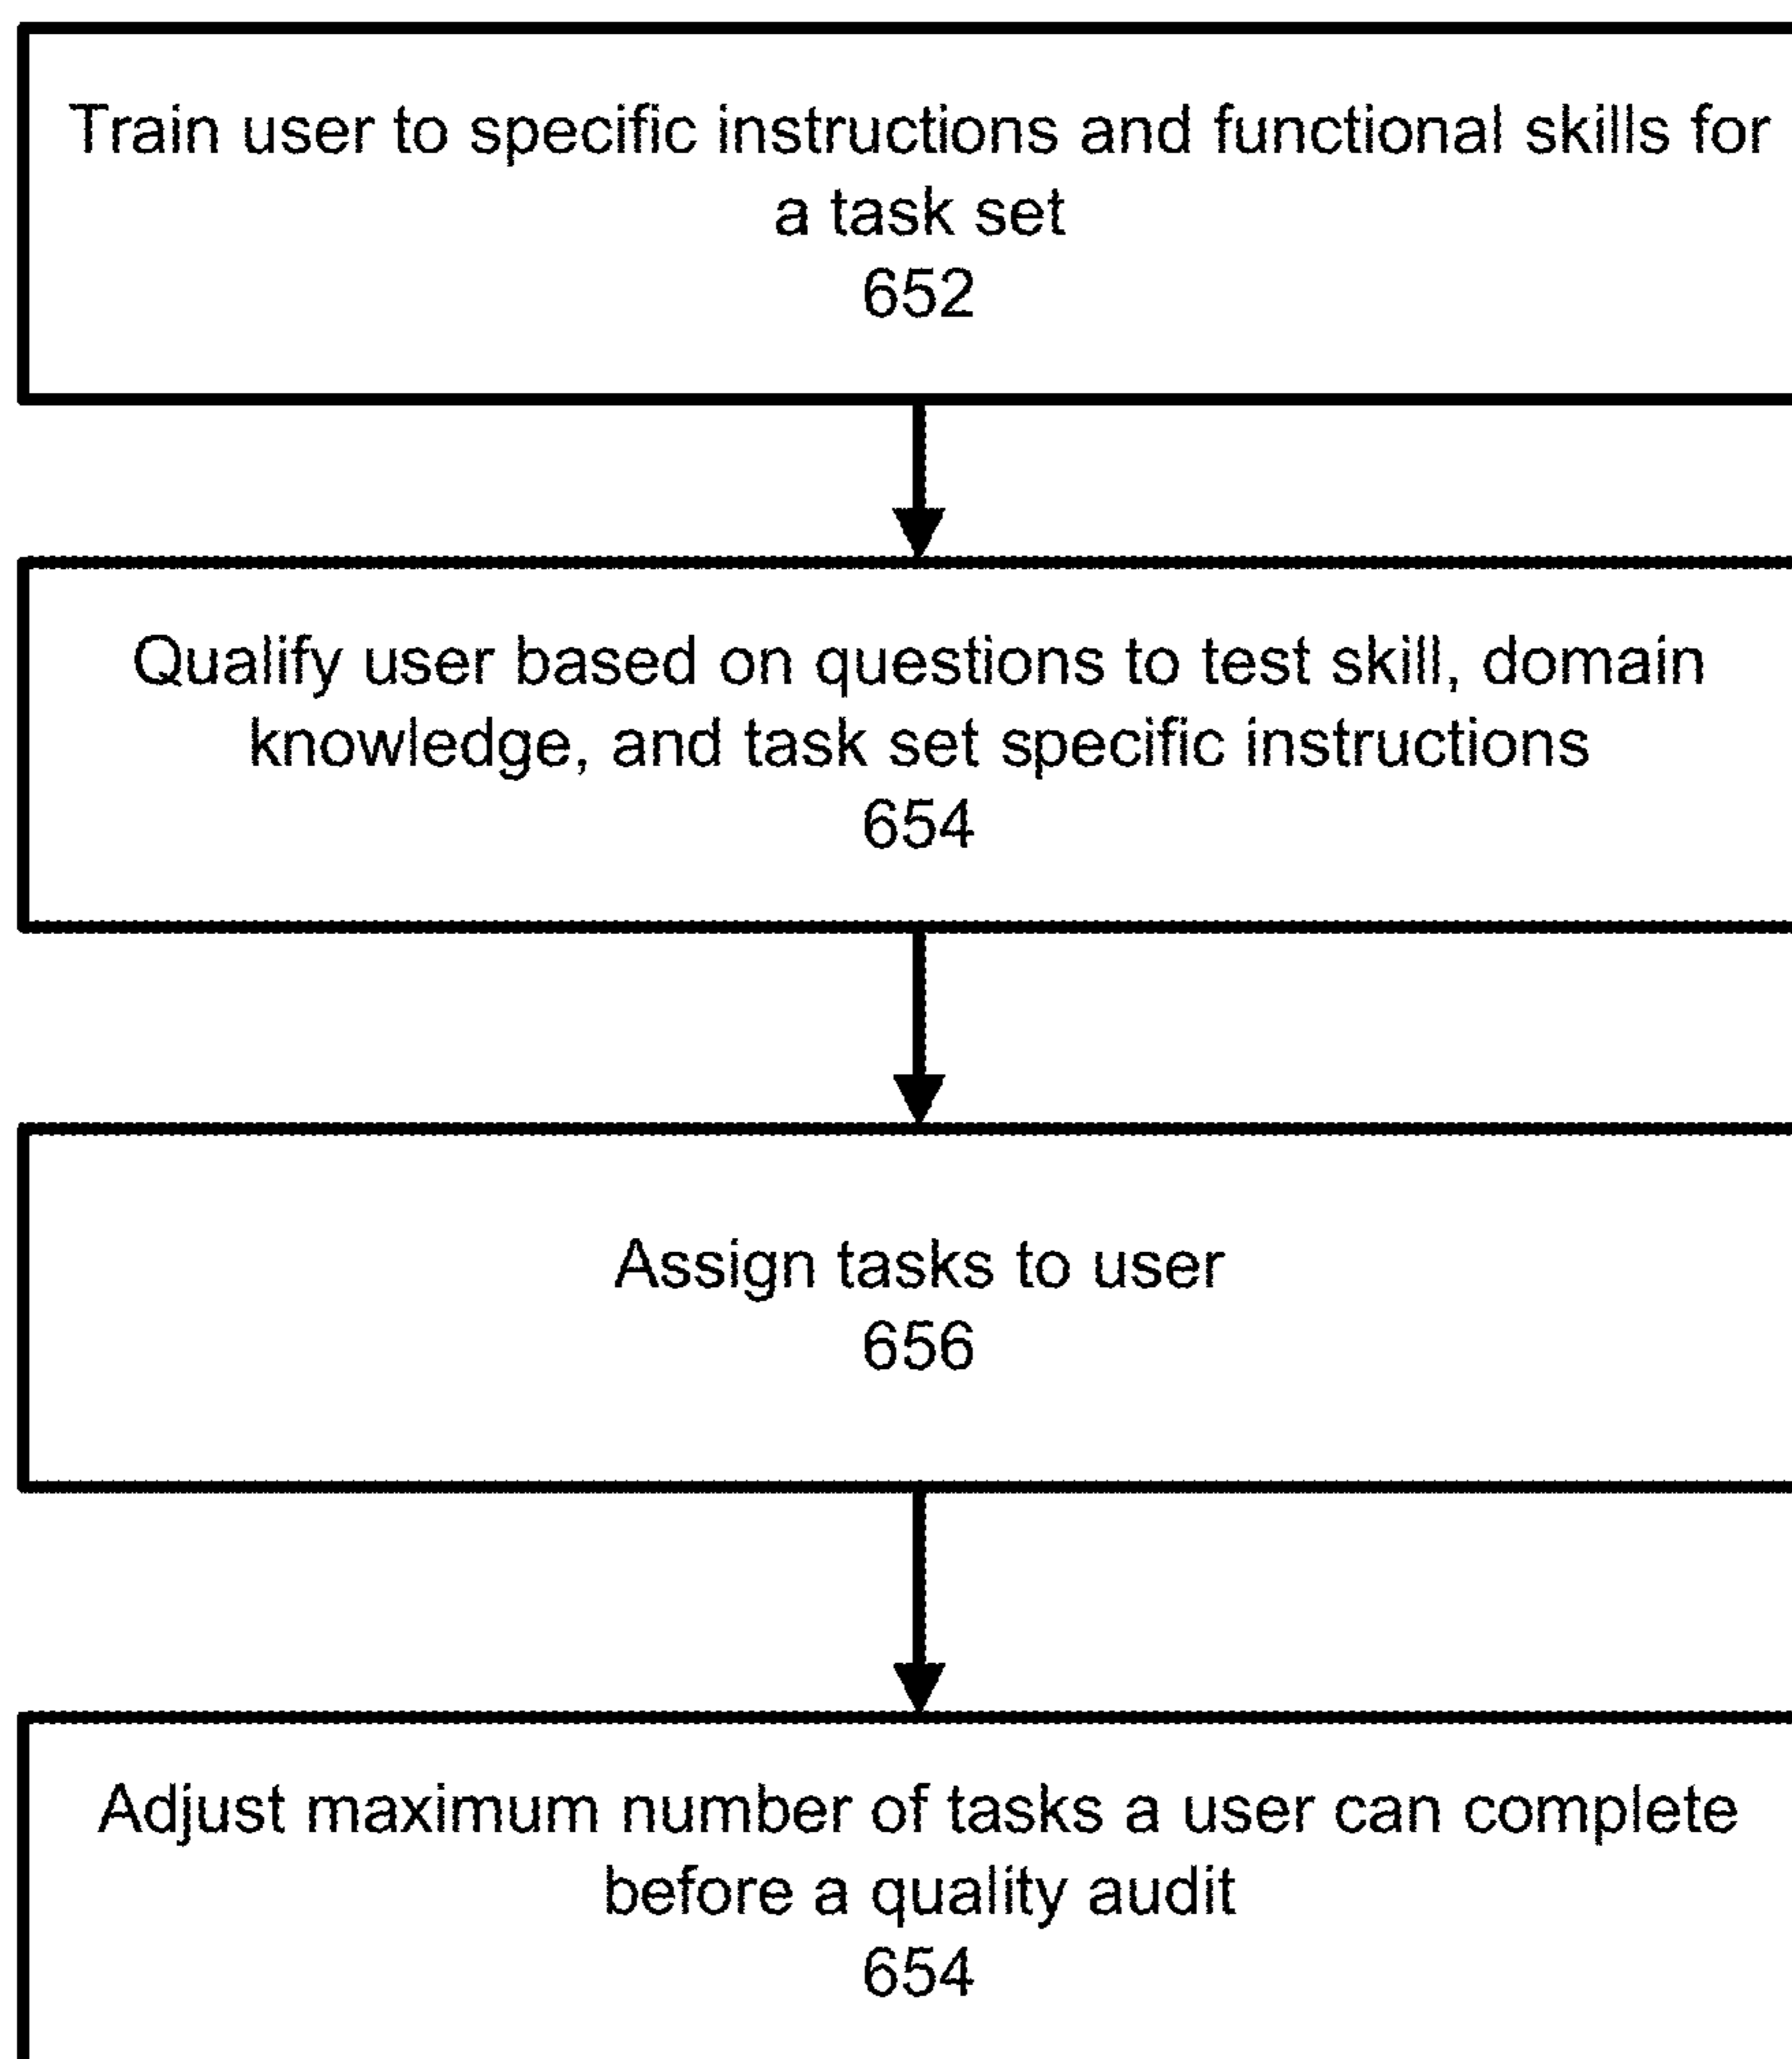 Train user to specific instructions and functional skills for
a task set
652
Qualify user based on questions to test skill, domain
knowledge, and task set specific instructions
654
Assign tasks to user
656
Adjust maximum number of tasks a user can complete
before a quality audit
654